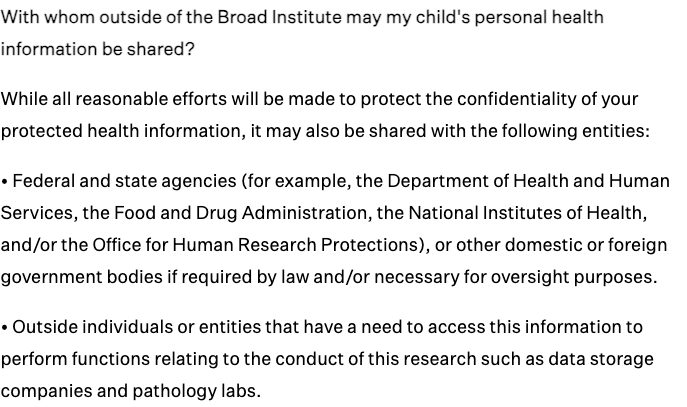 With whom outside of the Broad Institute may my child's personal health
information be shared?
While all reasonable efforts will be made to protect the confidentiality of your
protected health information, it may also be shared with the following entities:
• Federal and state agencies (for example, the Department of Health and Human
Services, the Food and Drug Administration, the National Institutes of Health,
and/or the Office for Human Research Protections), or other domestic or foreign
government bodies if required by law and/or necessary for oversight purposes.
• Outside individuals or entities that have a need to access this information to
perform functions relating to the conduct of this research such as data storage
companies and pathology labs.